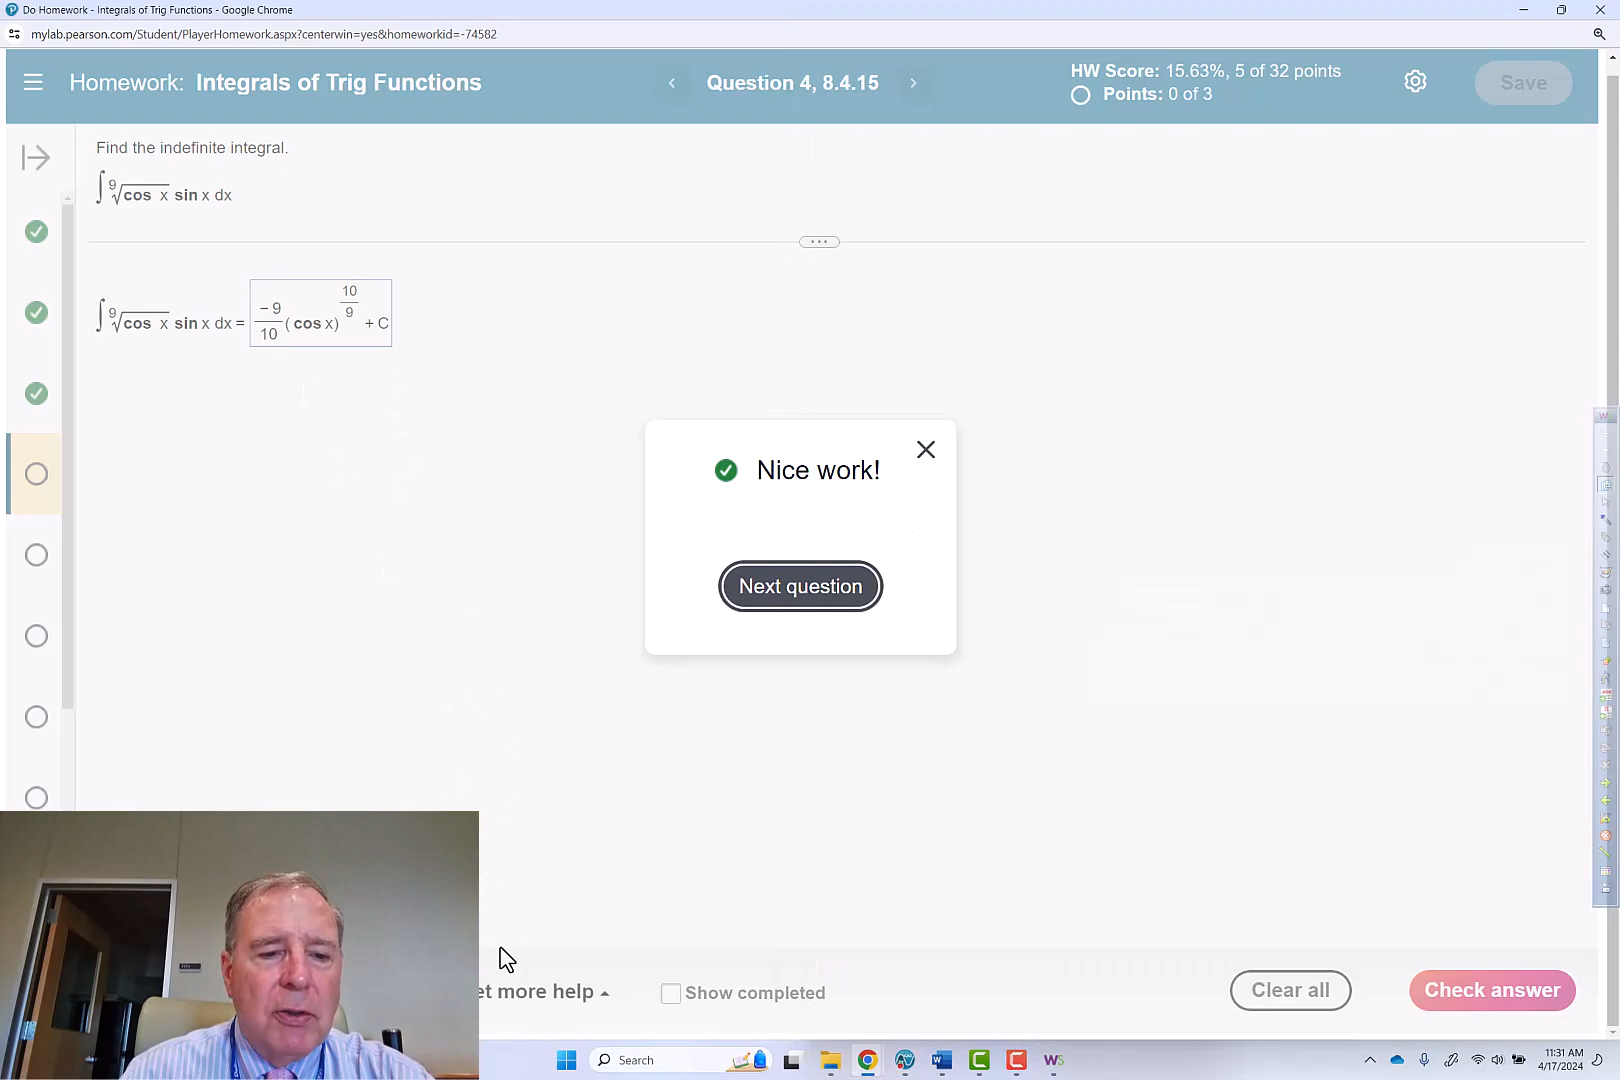 Do Homework - Integrals of Trig Functions - Google Chrome
mylab.pearson.com/Student/PlayerHomework.aspx?centerwin=yes&homeworkid=-74582
Homework: Integrals of Trig Functions
Question 4, 8.4.15
HW Score: 15.63%, 5 of 32 points
Points: 0 of 3
Save
Find the indefinite integral.
∫ ⁹√cos x sin x dx
∫ ⁹√cos x sin x dx = -9/10 (cos x)^(10/9) + C
Nice work!
Next question
et more help
Show completed
Clear all
Check answer
Search
11:31 AM
4/17/2024